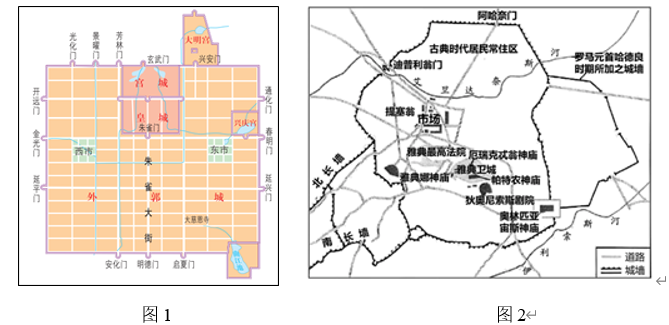 大明宫
光化门
景曜门
芳林门
玄武门
兴安门
宫城
皇城
朱雀门
开远门
通化门
兴庆宫
金光门
春明门
西市
东市
延平门
延兴门
朱雀大街
外郭城
大慈恩寺
曲江池
安化门 明德门 启夏门
图1
阿哈奈门
古典时代居民常住区
迪普利翁门
艾里达奈斯河
罗马元首哈德良
时期所加之城墙
提塞翁
市场
雅典最高法院
厄瑞克忒翁神庙
雅典卫城
雅典娜神庙
帕特农神庙
狄奥尼索斯剧院
奥林匹亚
宙斯神庙
北长墙
南长墙
伊利索斯河
道路
城墙
图2